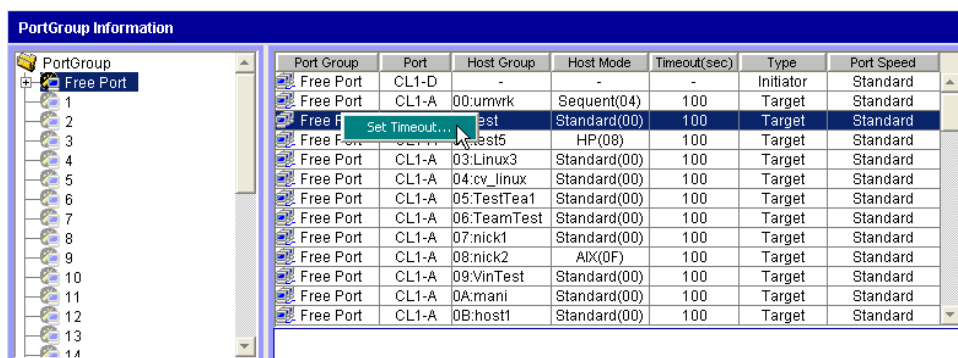 PortGroup Information
PortGroup
Free Port
1
2
3
4
5
6
7
8
9
10
11
12
13
14
Port Group Port Host Group Host Mode Timeout(sec) Type Port Speed
Free Port CL1-D - - - Initiator Standard
Free Port CL1-A 00:umvrk Sequent(04) 100 Target Standard
Free Standard(00) 100 Target Standard
Set Timeout...
Free HP(08) 100 Target Standard
Free Port CL1-A 03:Linux3 Standard(00) 100 Target Standard
Free Port CL1-A 04:cv_linux Standard(00) 100 Target Standard
Free Port CL1-A 05:TestTea1 Standard(00) 100 Target Standard
Free Port CL1-A 06:TeamTest Standard(00) 100 Target Standard
Free Port CL1-A 07:nick1 Standard(00) 100 Target Standard
Free Port CL1-A 08:nick2 AIX(0F) 100 Target Standard
Free Port CL1-A 09:VinTest Standard(00) 100 Target Standard
Free Port CL1-A 0A:mani Standard(00) 100 Target Standard
Free Port CL1-A 0B:host1 Standard(00) 100 Target Standard